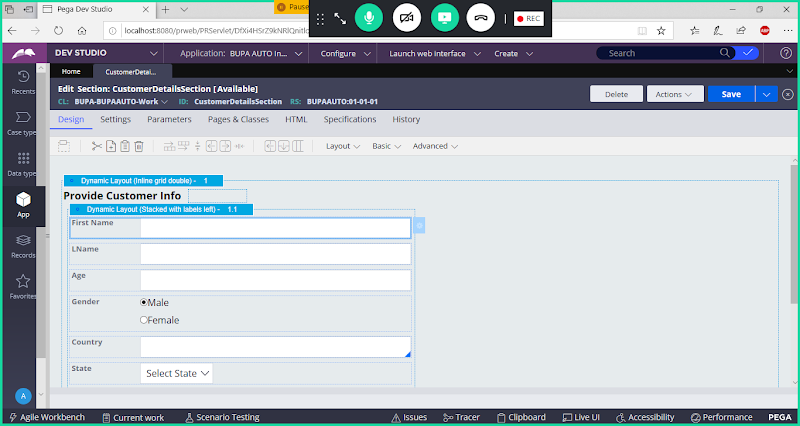 Pega Dev Studio
Paus
REC
localhost:8080/prweb/PRServlet/
DEV STUDIO
Application: BUPA AUTO In...
Configure
Launch web interface
Create
Search
Home
CustomerDetai...
Recents
Edit Section: CustomerDetailsSection [Available]
CL: BUPA-BUPAAUTO-Work
ID: CustomerDetailsSection
RS: BUPAAUTO:01-01-01
Delete
Actions
Save
Design
Settings
Parameters
Pages & Classes
HTML
Specifications
History
Case type
Layout
Basic
Advanced
Data type
Dynamic Layout (Inline grid double) - 1
Provide Customer Info
Dynamic Layout (Stacked with labels left) - 1.1
App
First Name
LName
Records
Age
Favorites
Gender
Male
Female
Country
State
Select State
A
Agile Workbench
Current work
Scenario Testing
Issues
Tracer
Clipboard
Live UI
Accessibility
Performance
PEGA
ABP